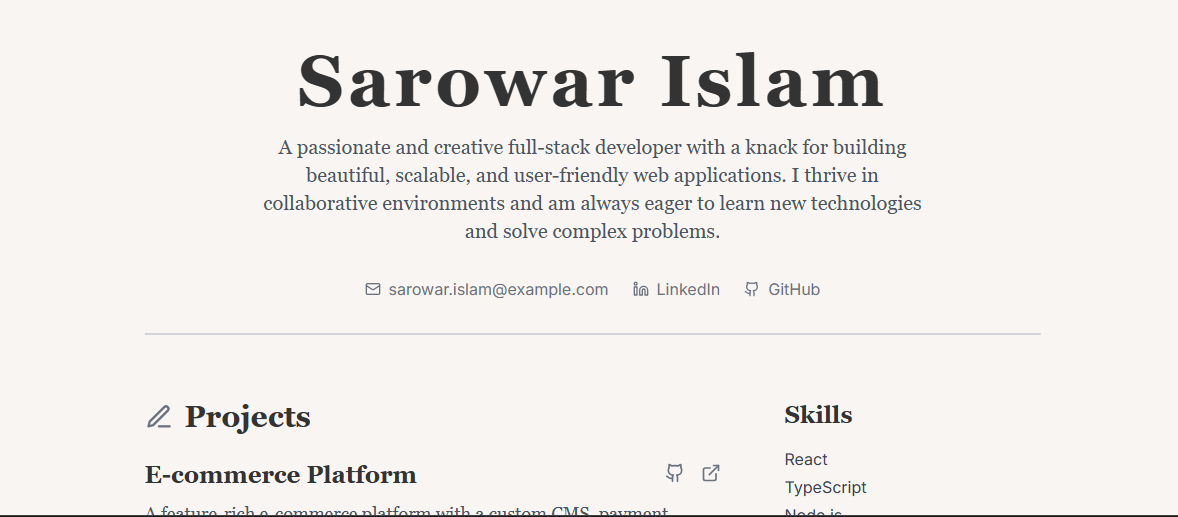 Sarowar Islam
A passionate and creative full-stack developer with a knack for building
beautiful, scalable, and user-friendly web applications. I thrive in
collaborative environments and am always eager to learn new technologies
and solve complex problems.
sarowar.islam@example.com LinkedIn GitHub
Projects
E-commerce Platform
A feature-rich e-commerce platform with a custom CMS, payment
Skills
React
TypeScript
Node.js